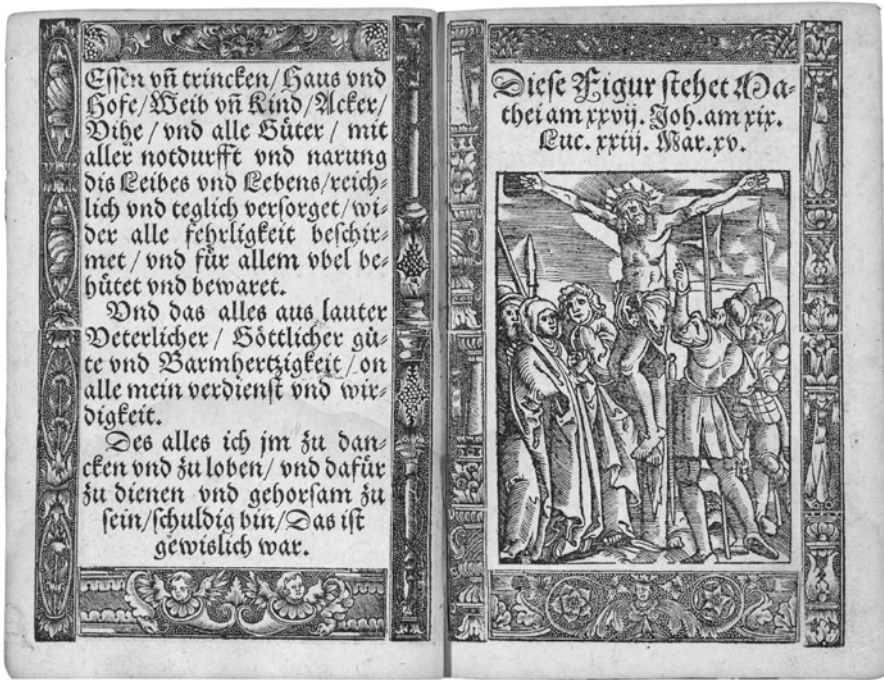 Essen vñ trincken/Haus vnd
Hofe/Weib vñ Kind/Acker/
Vihe/vnd alle Güter/mit
aller notdurfft vnd narung
dis Leibes vnd Lebens/reich-
lich vnd teglich versorget/wi-
der alle fehrligkeit beschir-
met/vnd für allem vbel be-
hütet vnd bewaret.
Vnd das alles aus lauter
Veterlicher/Göttlicher gü-
te vnd Barmhertzigkeit/on
alle mein verdienst vnd wir-
digkeit.
Des alles ich jm zu dan-
cken vnd zu loben/vnd dafür
zu dienen vnd gehorsam zu
sein/schuldig bin/Das ist
gewislich war.
Diese Figur stehet Ma-
thei am xxvij. Joh. am xix.
Luc. xxiij. Mar. xv.